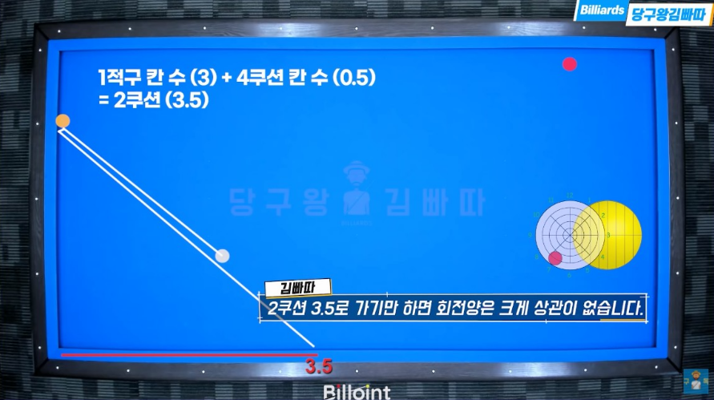 Billiards 당구왕김빠따
1적구 칸 수 (3) + 4쿠션 칸 수 (0.5)
= 2쿠션 (3.5)
당구왕 김빠따
김빠따
2쿠션 3.5로 가기만 하면 회전양은 크게 상관이 없습니다.
3.5
Billoint